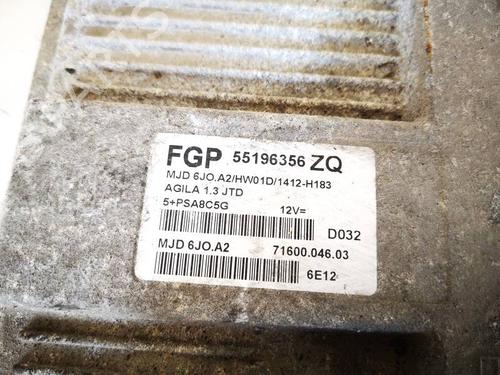 FGP 55196356 ZQ
MJD 6JO.A2/HW01D/1412-H183
AGILA 1.3 JTD
5+PSA8C5G 12V=
D032
MJD 6JO.A2 71600.046.03
6E12